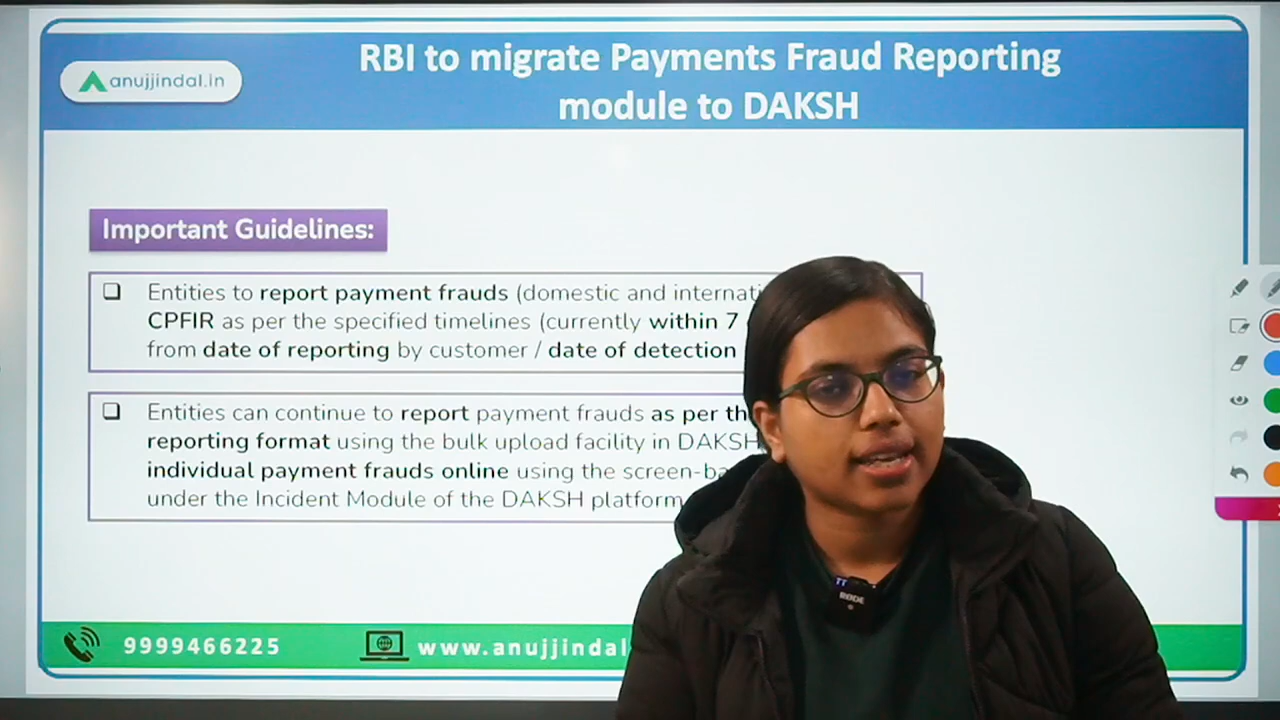 RBI to migrate Payments Fraud Reporting
module to DAKSH
anujjindal.in
Important Guidelines:
Entities to report payment frauds (domestic and internati
CPFIR as per the specified timelines (currently within 7
from date of reporting by customer / date of detection
Entities can continue to report payment frauds as per th
reporting format using the bulk upload facility in DAKSH
individual payment frauds online using the screen-ba
under the Incident Module of the DAKSH platform
9999466225
www.anujjindal
RØDE